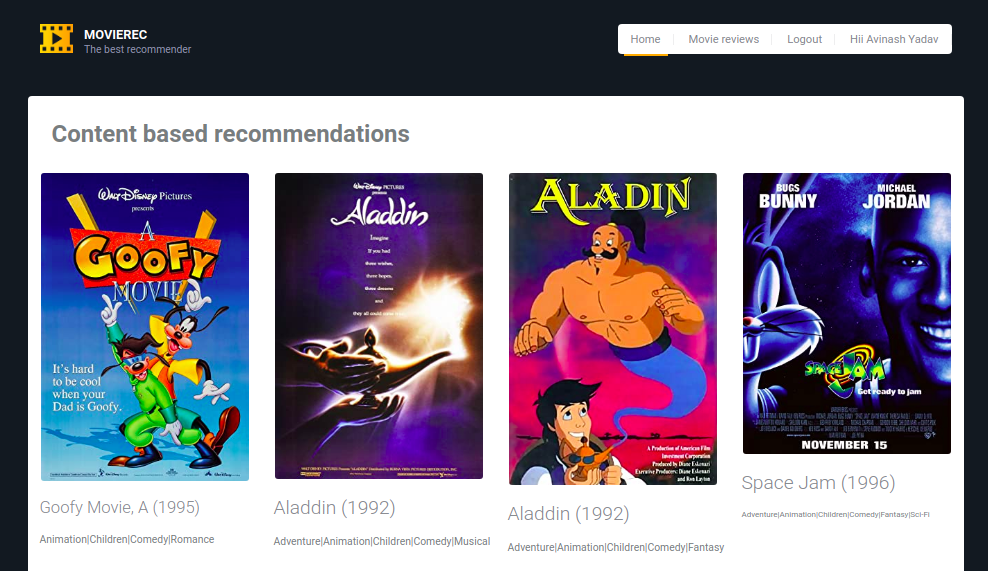 MOVIEREC
The best recommender
Home
Movie reviews
Logout
Hii Avinash Yadav
Content based recommendations
WALT DISNEY PICTURES
presents
A
GOOFY
MOVIE
It's hard
to be cool
when your
Dad is Goofy.
Goofy Movie, A (1995)
Animation|Children|Comedy|Romance
Walt Disney PICTURES
presents
Aladdin
Imagine
If you had
three wishes,
three hopes,
three dreams
and
they all could come
Aladdin (1992)
Adventure|Animation|Children|Comedy|Musical
ALADIN
A Production of American Film
Investment Corporation
Produced by Diane Eskenazi
Executive Producers: Diane Eskenazi
and Ron Layton
Aladdin (1992)
Adventure|Animation|Children|Comedy|Fantasy
BUGS
BUNNY
MICHAEL
JORDAN
SPACE JAM
Get ready to jam
NOVEMBER 15
Space Jam (1996)
Adventure|Animation|Children|Comedy|Fantasy|Sci-Fi